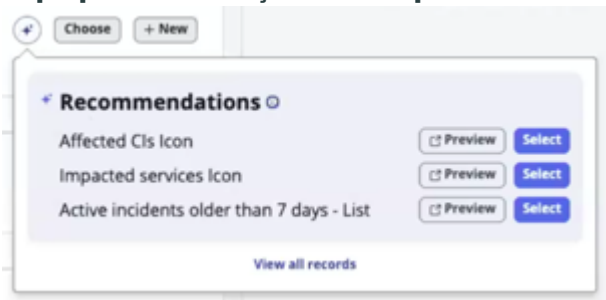 Choose + New
Recommendations
Affected CIs Icon Preview Select
Impacted services Icon Preview Select
Active incidents older than 7 days - List Preview Select
View all records